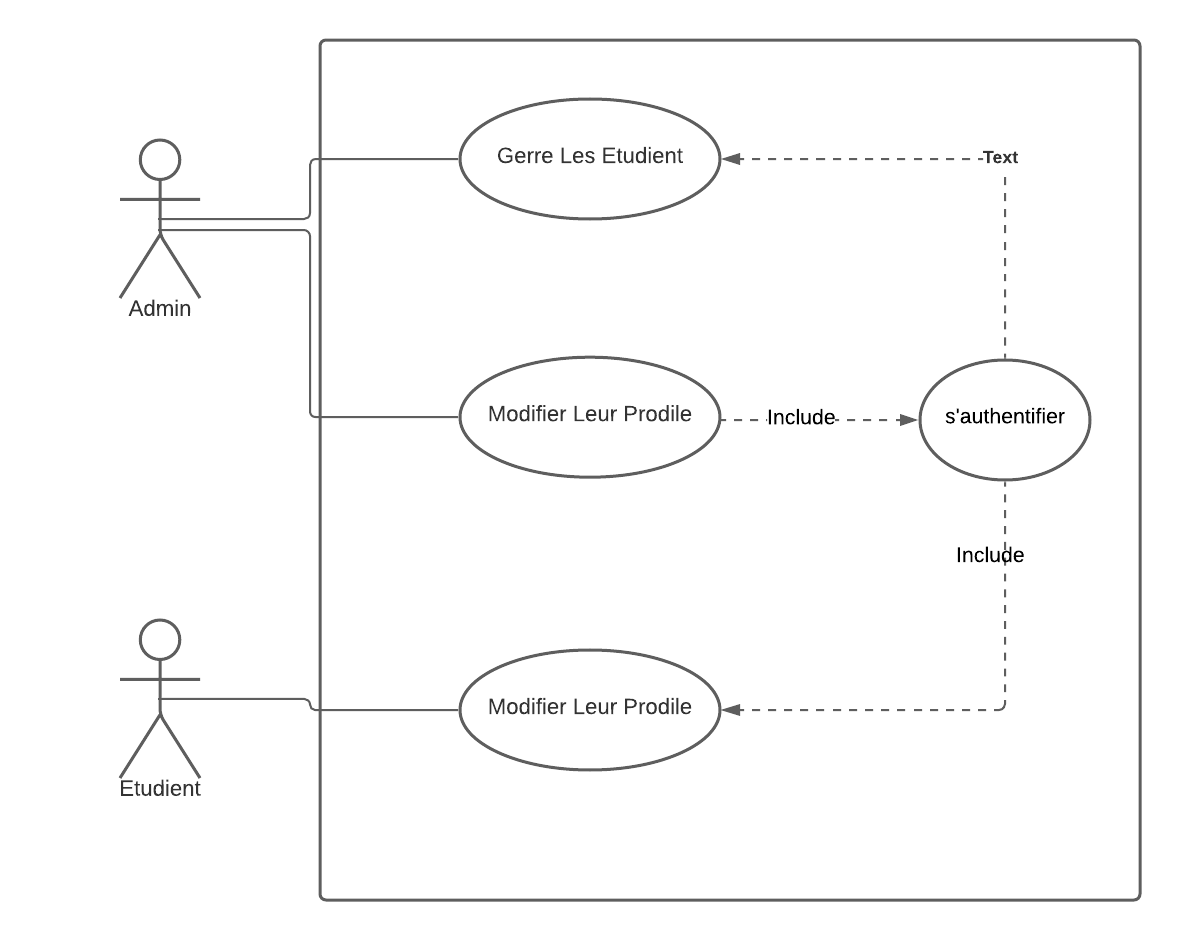 Gerre Les Etudient
Text
Admin
Modifier Leur Prodile
Include
s'authentifier
Include
Modifier Leur Prodile
Etudient